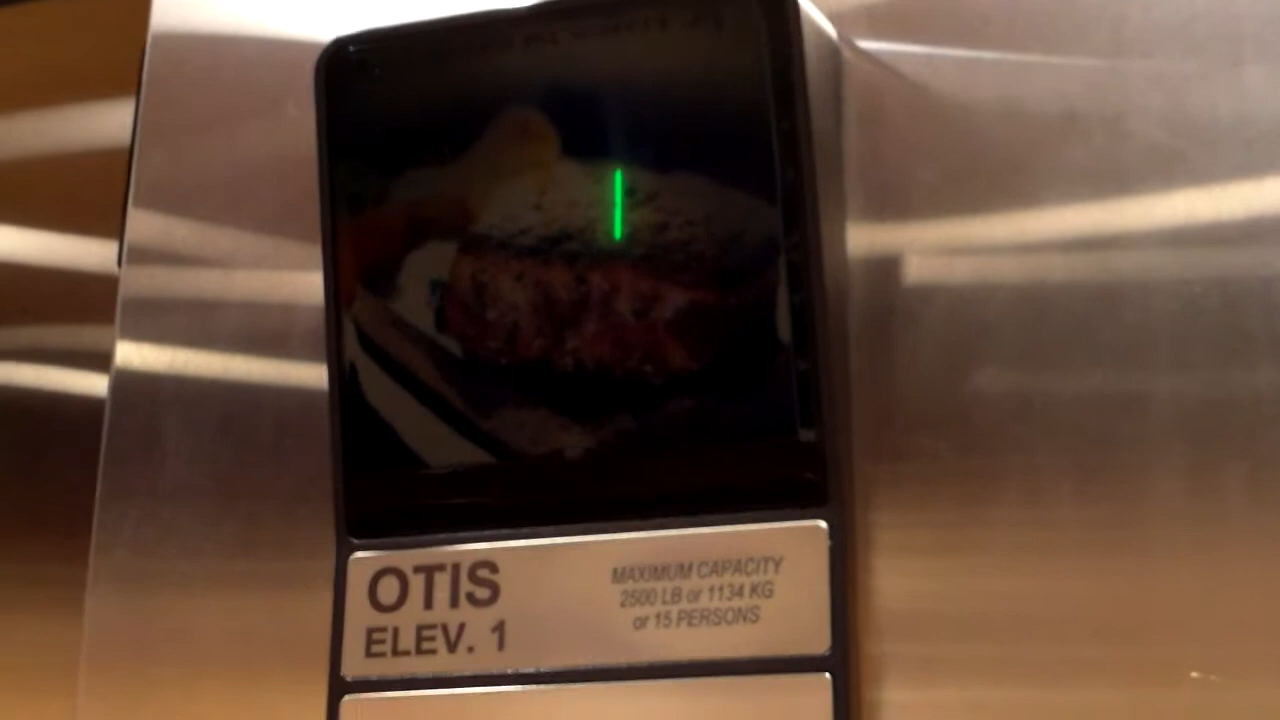 OTIS
ELEV. 1
MAXIMUM CAPACITY
2500 LB or 1134 KG
or 15 PERSONS